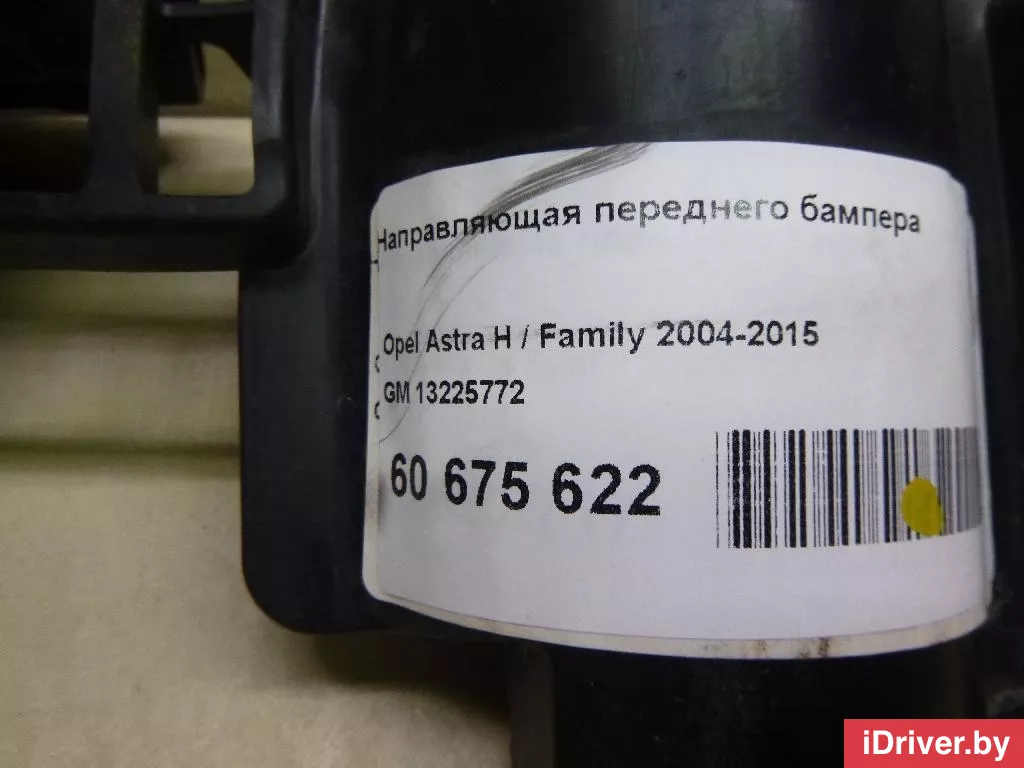 Направляющая переднего бампера
Opel Astra H / Family 2004-2015
GM 13225772
60 675 622
iDriver.by